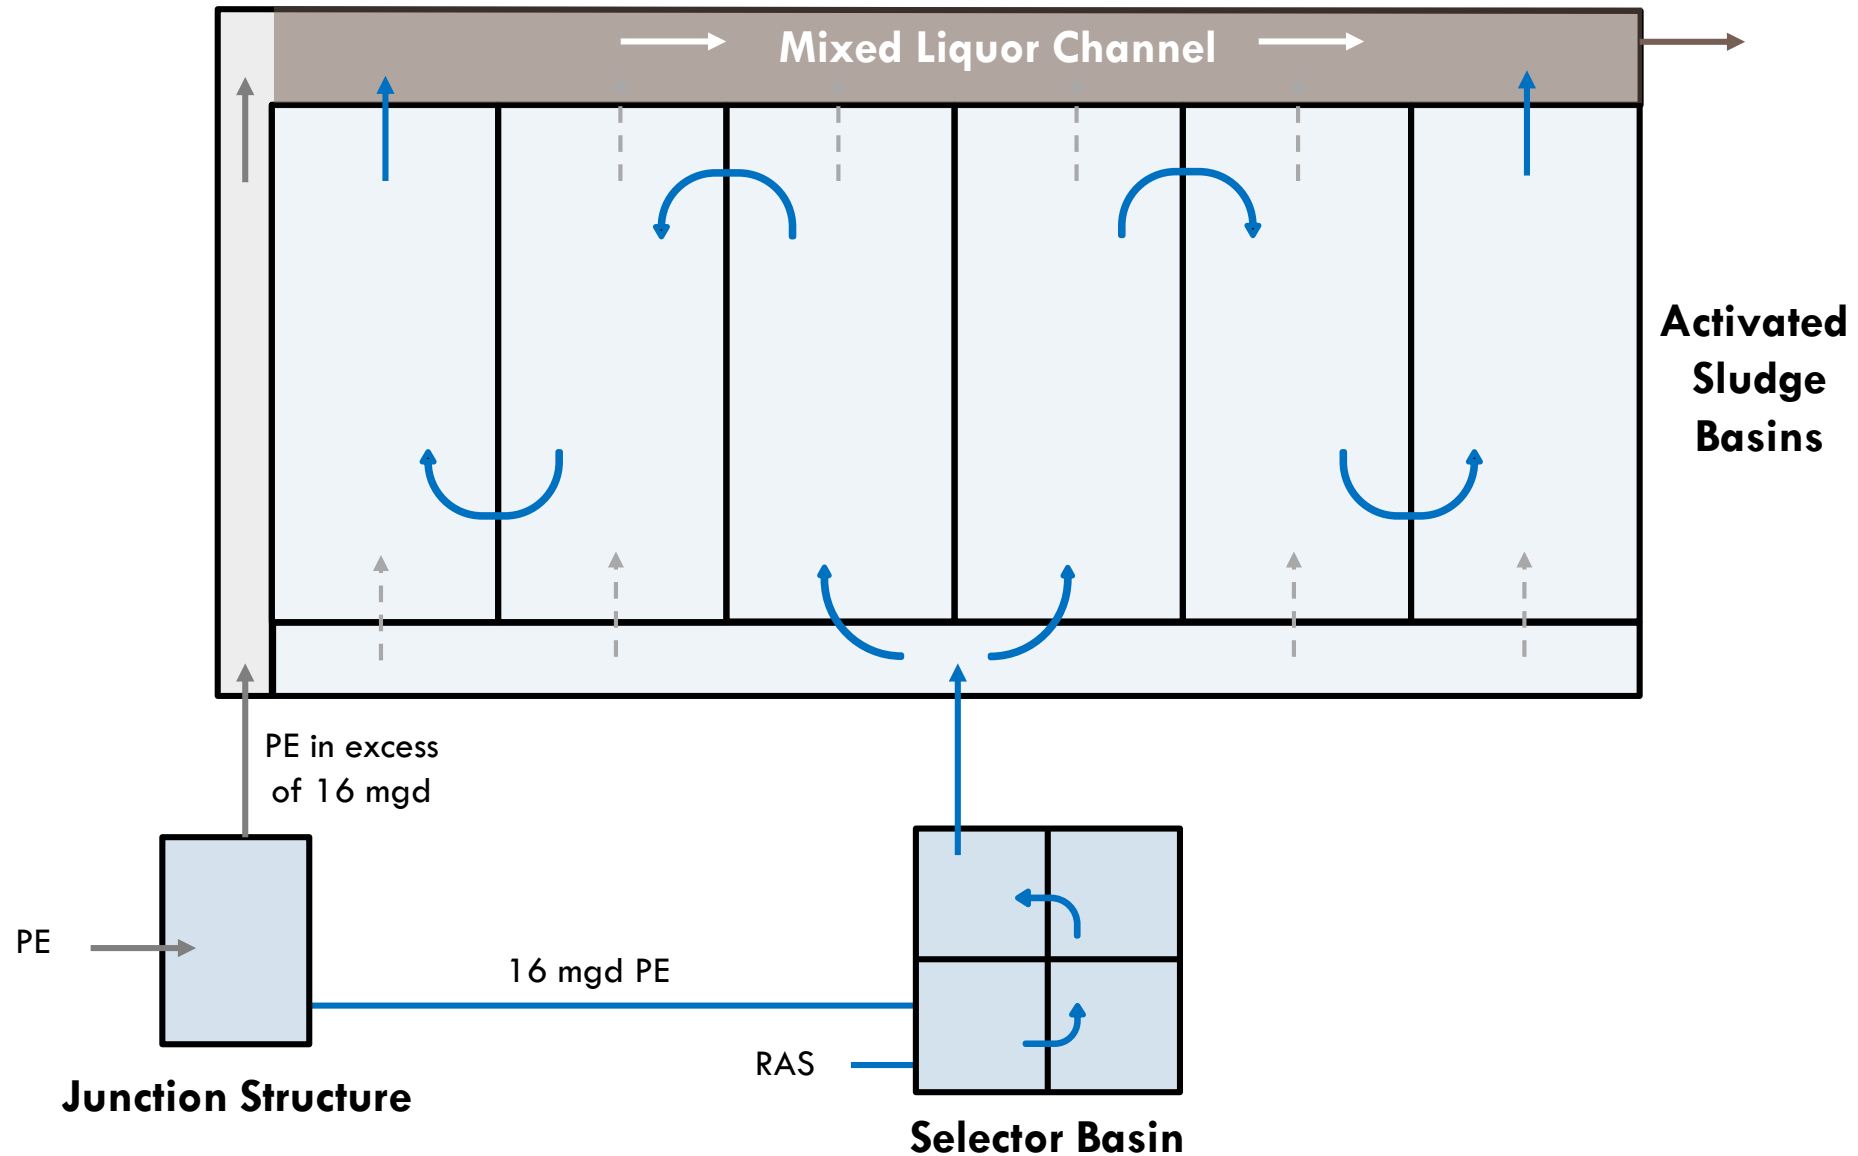 Mixed Liquor Channel
Activated
Sludge
Basins
PE in excess
of 16 mgd
PE
16 mgd PE
RAS
Junction Structure
Selector Basin